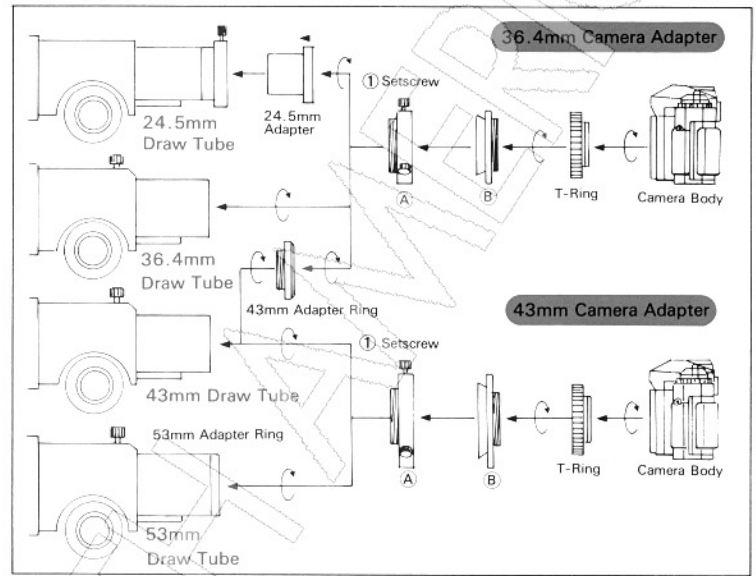 36.4mm Camera Adapter
① Setscrew
24.5mm
Adapter
24.5mm
Draw Tube
A
B
T-Ring
Camera Body
36.4mm
Draw Tube
43mm Adapter Ring
43mm Camera Adapter
① Setscrew
43mm Draw Tube
53mm Adapter Ring
A
B
T-Ring
Camera Body
53mm
Draw Tube